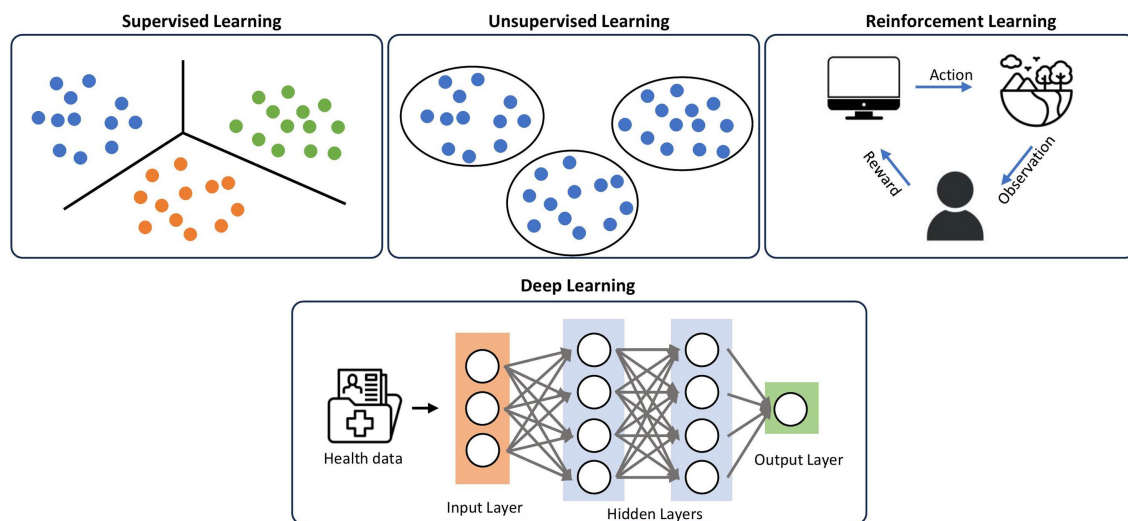 Supervised Learning
Unsupervised Learning
Reinforcement Learning
Action
Reward
Observation
Deep Learning
Health data
Input Layer
Hidden Layers
Output Layer